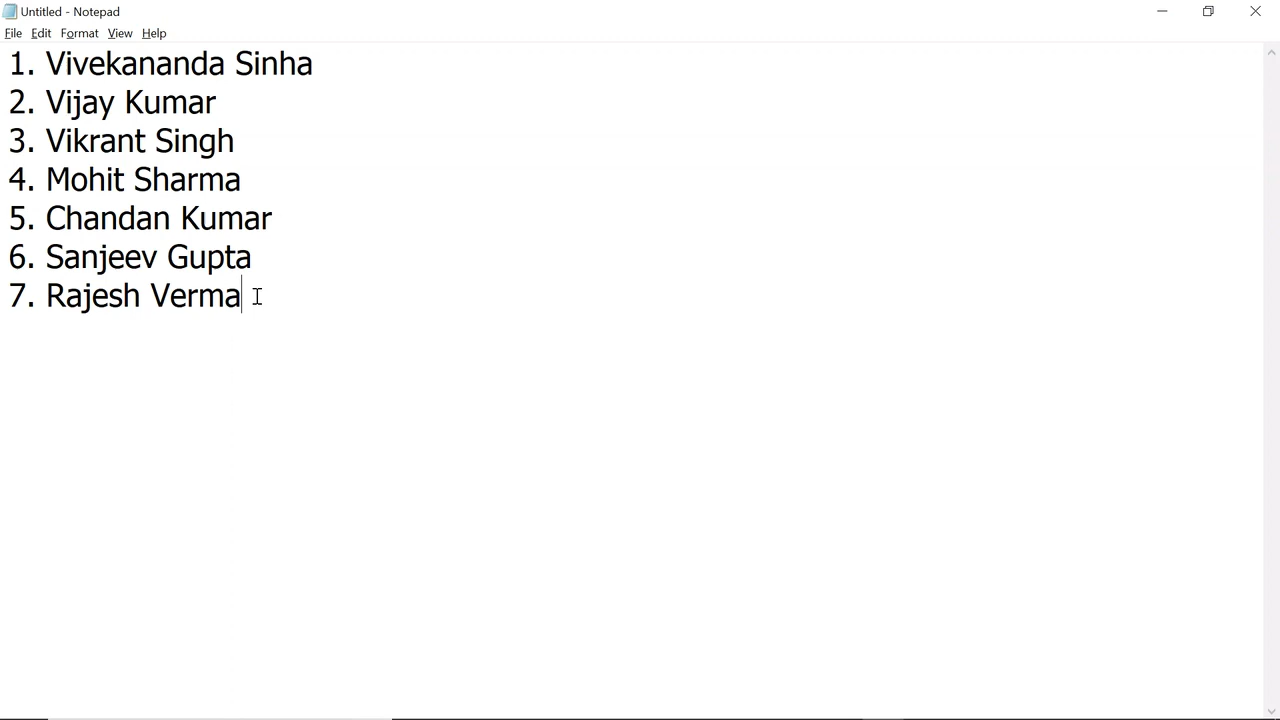 Untitled - Notepad
File Edit Format View Help
1. Vivekananda Sinha
2. Vijay Kumar
3. Vikrant Singh
4. Mohit Sharma
5. Chandan Kumar
6. Sanjeev Gupta
7. Rajesh Verma